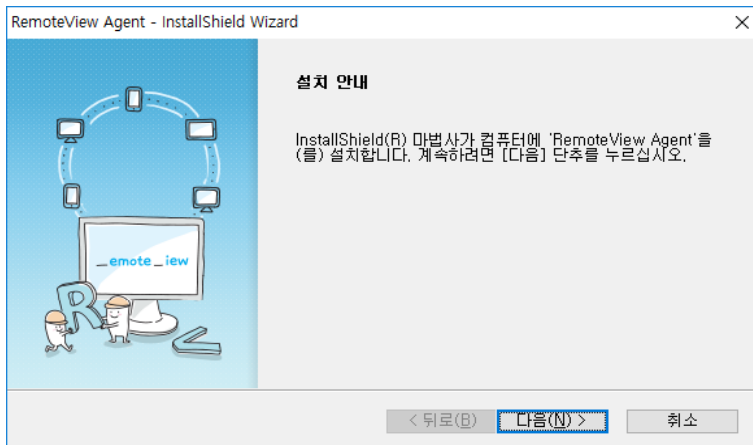 RemoteView Agent - InstallShield Wizard
설치 안내
InstallShield(R) 마법사가 컴퓨터에 'RemoteView Agent'을
(를) 설치합니다. 계속하려면 [다음] 단추를 누르십시오.
_emote_iew
R
V
< 뒤로(B)
다음(N) >
취소